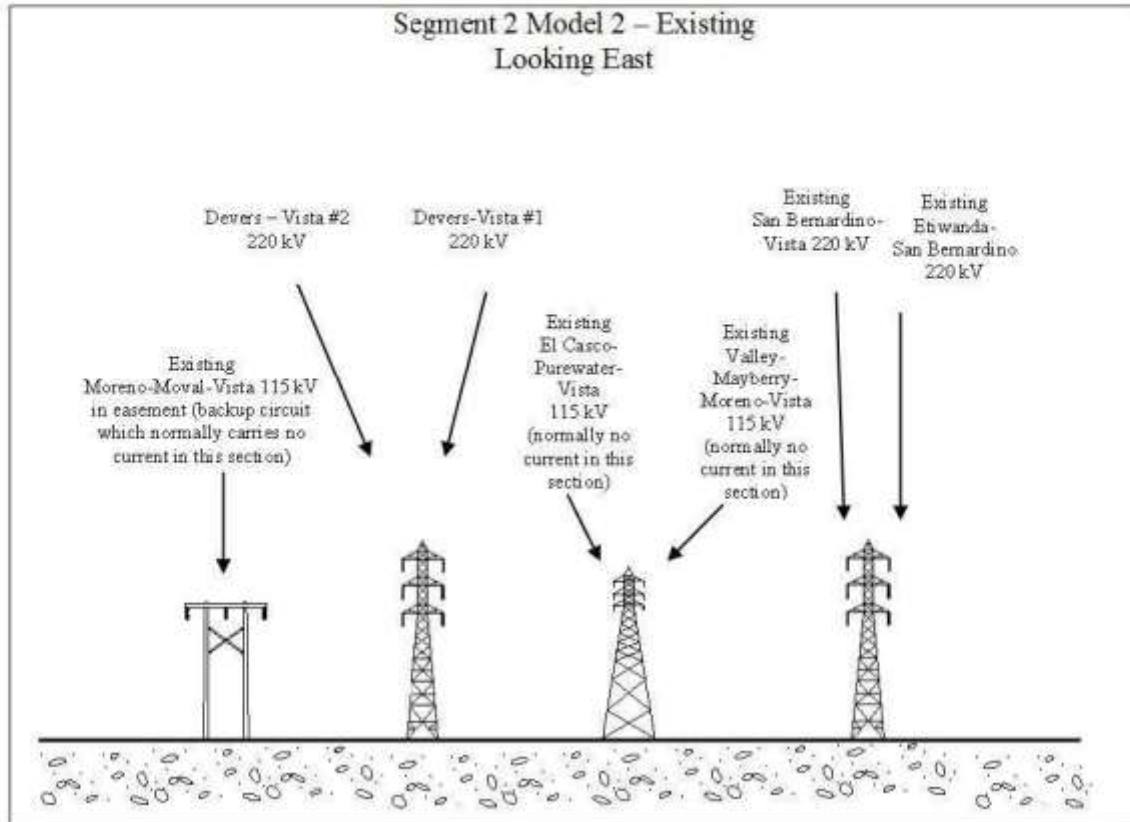 Segment 2 Model 2 – Existing
Looking East
Devers – Vista #2
220 kV
Devers-Vista #1
220 kV
Existing
San Bernardino-
Vista 220 kV
Existing
Etiwanda-
San Bernardino
220 kV
Existing
Moreno-Moval-Vista 115 kV
in easement (backup circuit
which normally carries no
current in this section)
Existing
El Casco-
Purewater-
Vista
115 kV
(normally no
current in this
section)
Existing
Valley-
Mayberry-
Moreno-Vista
115 kV
(normally no
current in this
section)